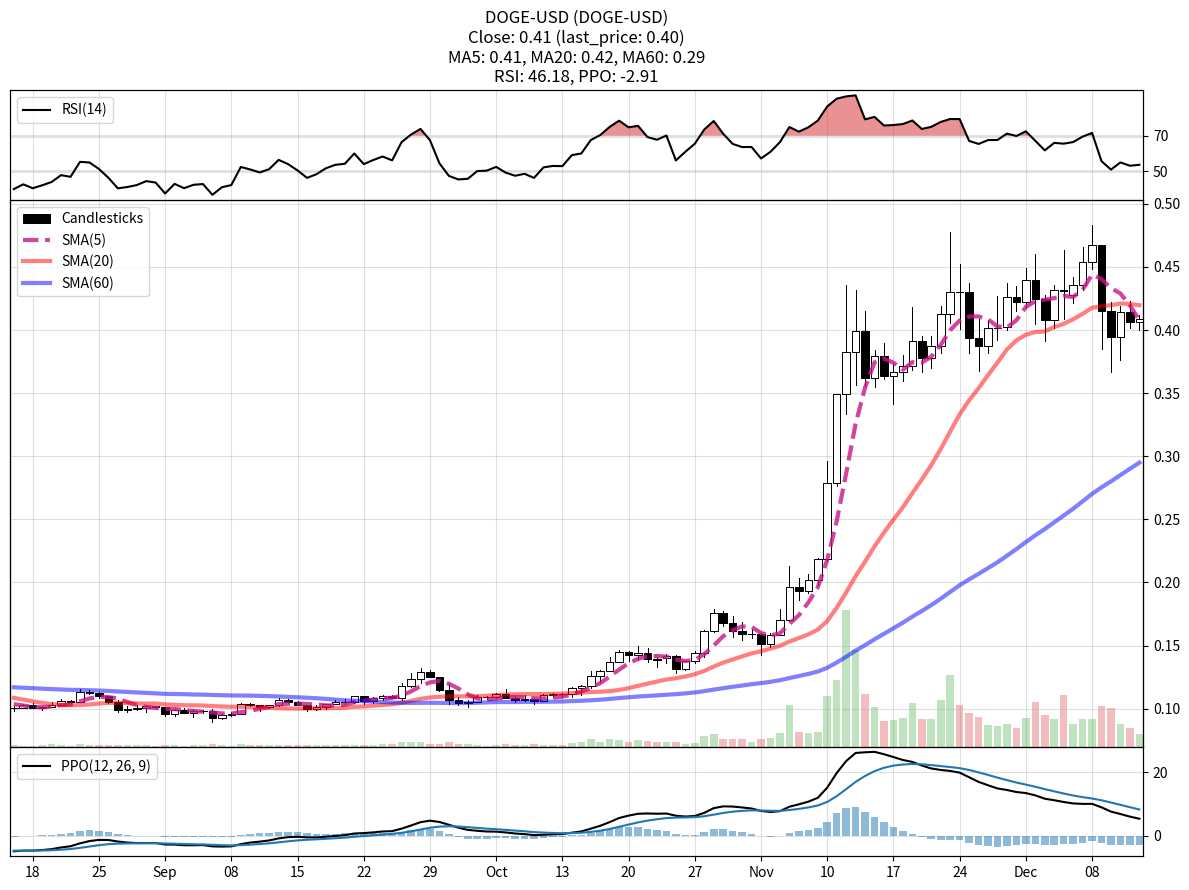 DOGE-USD (DOGE-USD)
Close: 0.41 (last_price: 0.40)
MA5: 0.41, MA20: 0.42, MA60: 0.29
RSI: 46.18, PPO: -2.91
RSI(14)
70
50
Candlesticks
SMA(5)
SMA(20)
SMA(60)
0.50
0.45
0.40
0.35
0.30
0.25
0.20
0.15
0.10
PPO(12, 26, 9)
20
0
18 25 Sep 08 15 22 29 Oct 13 20 27 Nov 10 17 24 Dec 08